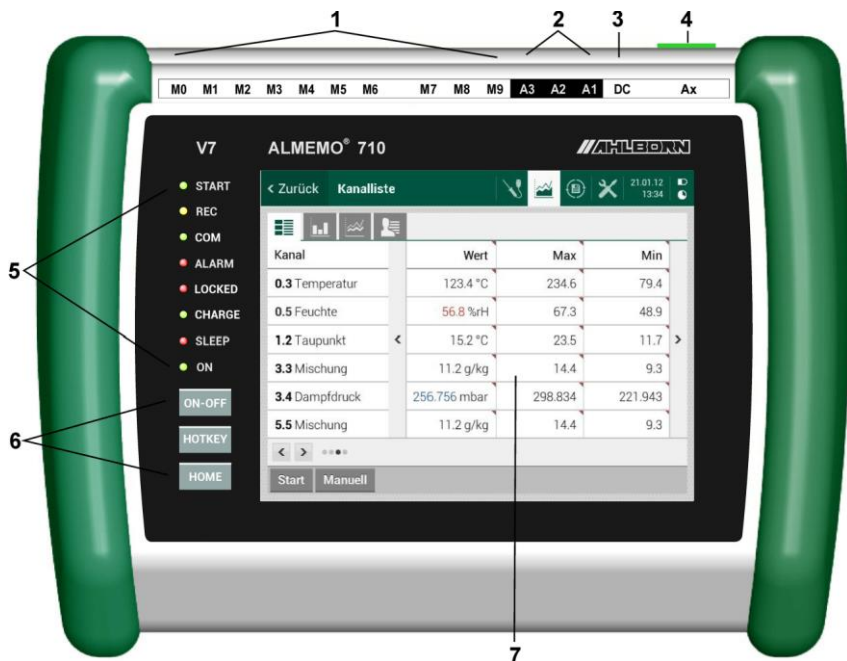 1 2 3 4
M0 M1 M2 M3 M4 M5 M6 M7 M8 M9 A3 A2 A1 DC Ax
V7 ALMEMO® 710 AHLBORN
5
START
REC
COM
ALARM
LOCKED
CHARGE
SLEEP
ON
6
ON-OFF
HOTKEY
HOME
< Zurück Kanalliste 21.01.12
13:34
Kanal Wert Max Min
0.3 Temperatur 123.4 °C 234.6 79.4
0.5 Feuchte 56.8 %rH 67.3 48.9
1.2 Taupunkt < 15.2 °C 23.5 11.7 >
3.3 Mischung 11.2 g/kg 14.4 9.3
3.4 Dampfdruck 256.756 mbar 298.834 221.943
5.5 Mischung 11.2 g/kg 14.4 9.3
< >
Start Manuell
7